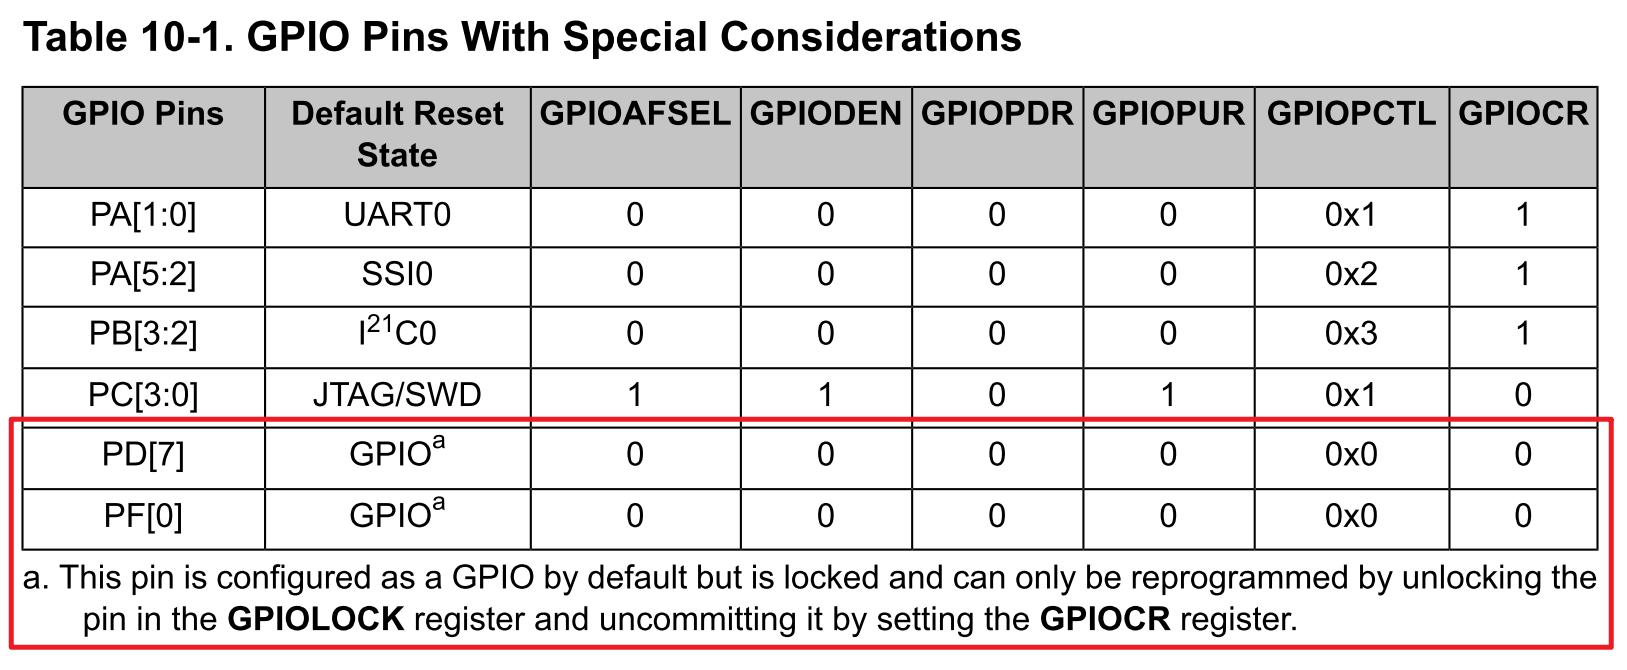 Table 10-1. GPIO Pins With Special Considerations
GPIO Pins Default Reset State GPIOAFSEL GPIODEN GPIOPDR GPIOPUR GPIOPCTL GPIOCR
PA[1:0] UART0 0 0 0 0 0x1 1
PA[5:2] SSI0 0 0 0 0 0x2 1
PB[3:2] I²¹C0 0 0 0 0 0x3 1
PC[3:0] JTAG/SWD 1 1 0 1 0x1 0
PD[7] GPIOᵃ 0 0 0 0 0x0 0
PF[0] GPIOᵃ 0 0 0 0 0x0 0
a. This pin is configured as a GPIO by default but is locked and can only be reprogrammed by unlocking the
pin in the GPIOLOCK register and uncommitting it by setting the GPIOCR register.